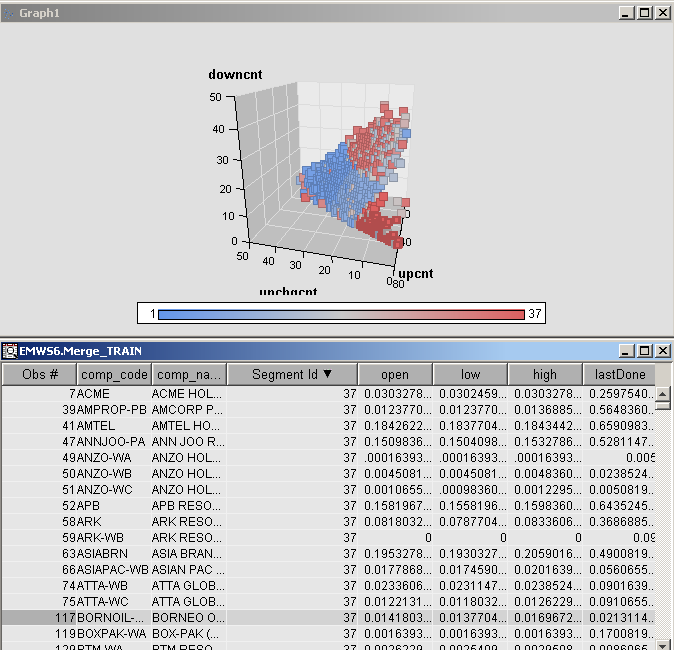 Graph1
downcnt
50
40
30
20
10
0
50
40
30
20
10
0
80
40
0
upcnt
unchgcnt
1 37
EMWS6.Merge_TRAIN
Obs # comp_code comp_na... Segment Id ▼ open low high lastDone
7 ACME ACME HOL... 37 0.0303278... 0.0302459... 0.0303278... 0.2597540...
39 AMPROP-PB AMCORP P... 37 0.0123770... 0.0123770... 0.0136885... 0.5648360...
41 AMTEL AMTEL HO... 37 0.1842622... 0.1837704... 0.1843442... 0.6590983...
47 ANNJOO-PA ANN JOO R... 37 0.1509836... 0.1504098... 0.1532786... 0.5281147...
49 ANZO-WA ANZO HOL... 37 .00016393... .00016393... .00016393... 0.005
50 ANZO-WB ANZO HOL... 37 0.0045081... 0.0045081... 0.0048360... 0.0238524...
51 ANZO-WC ANZO HOL... 37 0.0010655... .00098360... 0.0012295... 0.0050819...
52 APB APB RESO... 37 0.1581967... 0.1558196... 0.1598360... 0.6435245...
58 ARK ARK RESO... 37 0.0818032... 0.0787704... 0.0833606... 0.3686885...
59 ARK-WB ARK RESO... 37 0 0 0 0.09
63 ASIABRN ASIA BRAN... 37 0.1953278... 0.1930327... 0.2059016... 0.4900819...
66 ASIAPAC-WB ASIAN PAC ... 37 0.0177868... 0.0174590... 0.0201639... 0.0560655...
74 ATTA-WB ATTA GLOB... 37 0.0233606... 0.0231147... 0.0238524... 0.0901639...
75 ATTA-WC ATTA GLOB... 37 0.0122131... 0.0118032... 0.0126229... 0.0910655...
117 BORNOIL-... BORNEO O... 37 0.0141803... 0.0137704... 0.0169672... 0.0213114...
119 BOXPAK-WA BOX-PAK (... 37 0.0016393... 0.0016393... 0.0016393... 0.1700819...